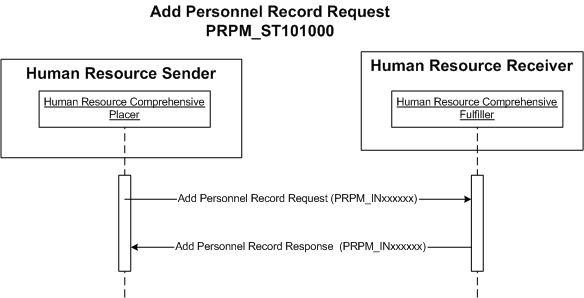 Add Personnel Record Request
PRPM_ST101000
Human Resource Sender
Human Resource Receiver
Human Resource Comprehensive
Placer
Human Resource Comprehensive
Fulfiller
Add Personnel Record Request (PRPM_INxxxxxx)
Add Personnel Record Response (PRPM_INxxxxxx)